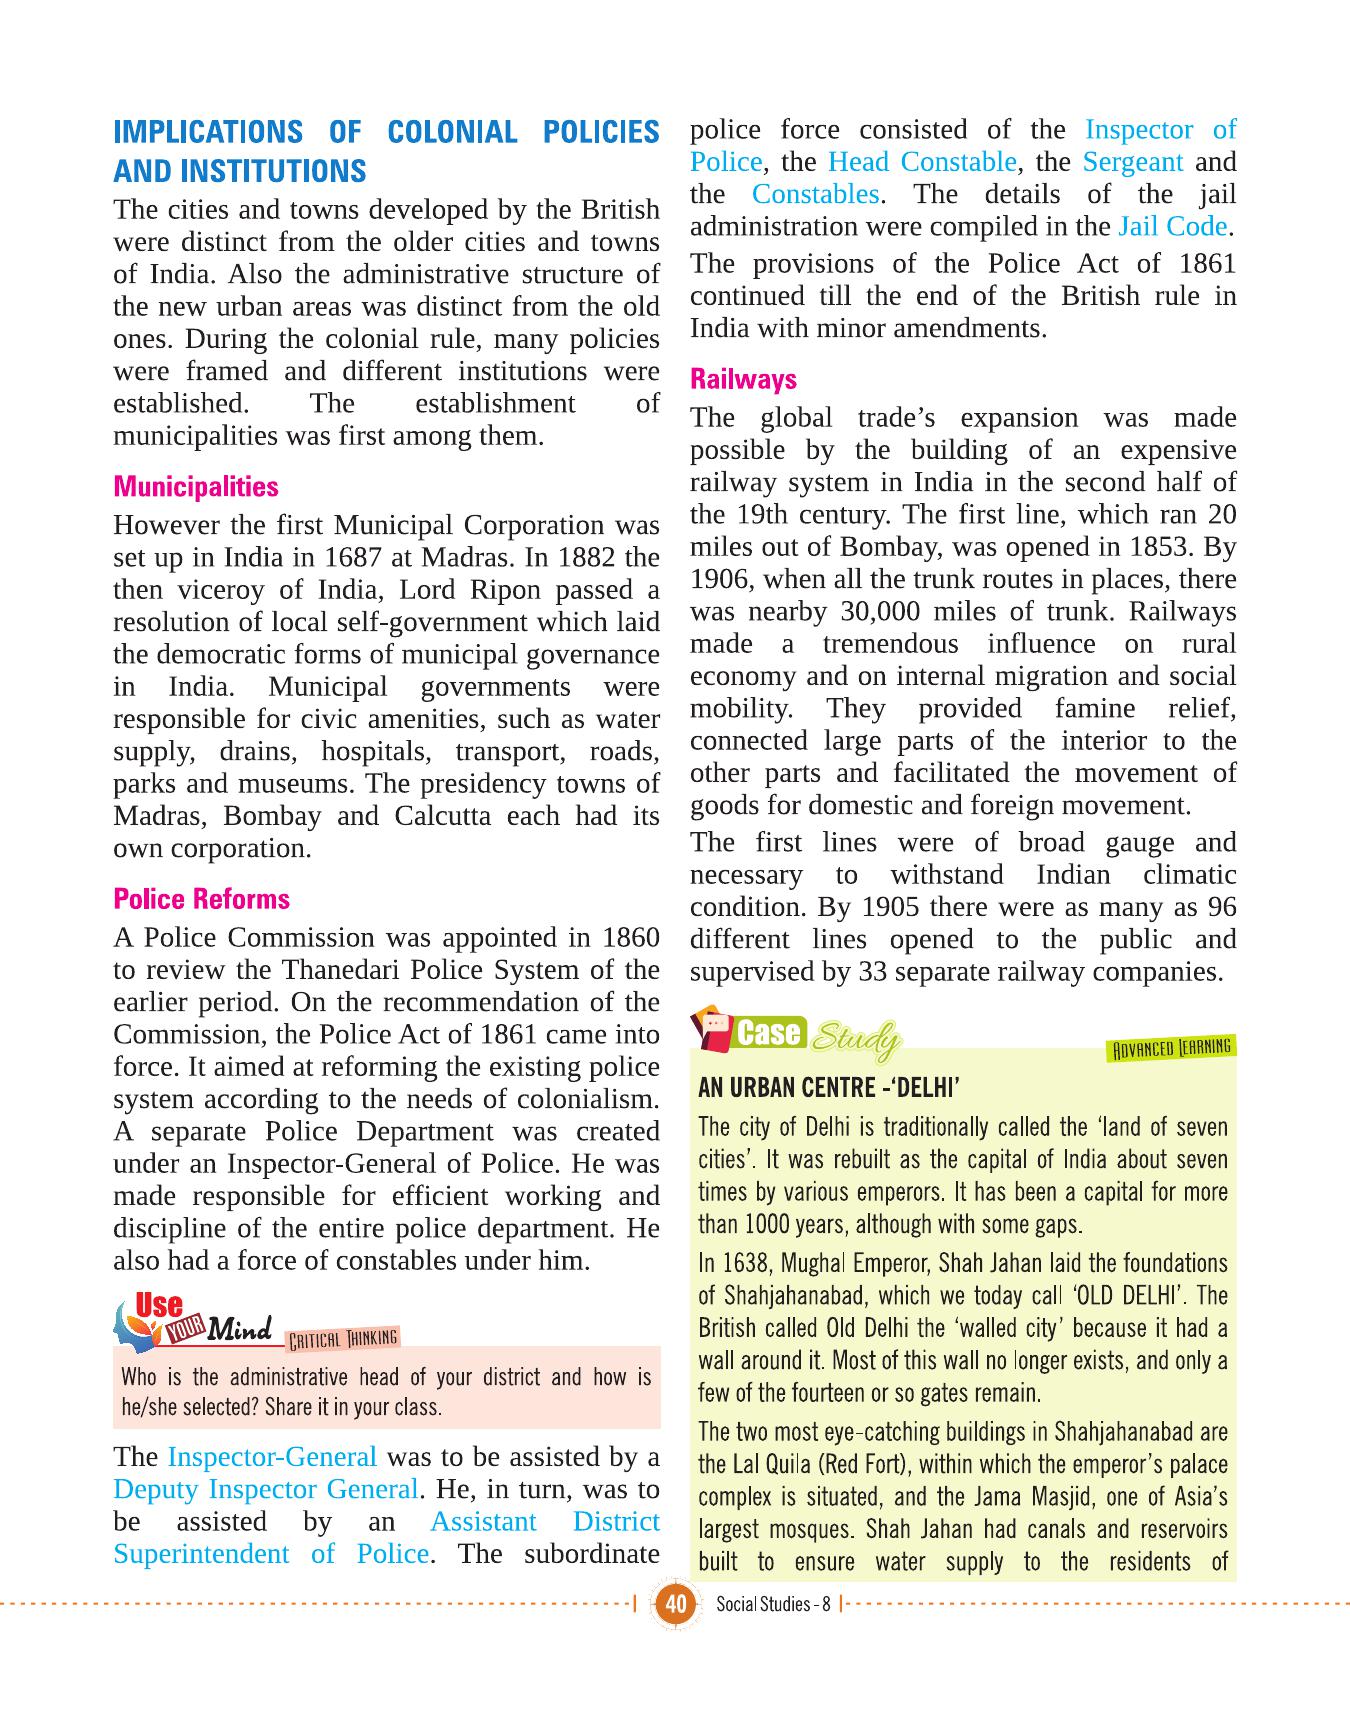 IMPLICATIONS OF COLONIAL POLICIES
AND INSTITUTIONS
The cities and towns developed by the British
were distinct from the older cities and towns
of India. Also the administrative structure of
the new urban areas was distinct from the old
ones. During the colonial rule, many policies
were framed and different institutions were
established. The establishment of
municipalities was first among them.
Municipalities
However the first Municipal Corporation was
set up in India in 1687 at Madras. In 1882 the
then viceroy of India, Lord Ripon passed a
resolution of local self-government which laid
the democratic forms of municipal governance
in India. Municipal governments were
responsible for civic amenities, such as water
supply, drains, hospitals, transport, roads,
parks and museums. The presidency towns of
Madras, Bombay and Calcutta each had its
own corporation.
Police Reforms
A Police Commission was appointed in 1860
to review the Thanedari Police System of the
earlier period. On the recommendation of the
Commission, the Police Act of 1861 came into
force. It aimed at reforming the existing police
system according to the needs of colonialism.
A separate Police Department was created
under an Inspector-General of Police. He was
made responsible for efficient working and
discipline of the entire police department. He
also had a force of constables under him.
Use YOUR Mind CRITICAL THINKING
Who is the administrative head of your district and how is
he/she selected? Share it in your class.
The Inspector-General was to be assisted by a
Deputy Inspector General. He, in turn, was to
be assisted by an Assistant District
Superintendent of Police. The subordinate
police force consisted of the Inspector of
Police, the Head Constable, the Sergeant and
the Constables. The details of the jail
administration were compiled in the Jail Code.
The provisions of the Police Act of 1861
continued till the end of the British rule in
India with minor amendments.
Railways
The global trade’s expansion was made
possible by the building of an expensive
railway system in India in the second half of
the 19th century. The first line, which ran 20
miles out of Bombay, was opened in 1853. By
1906, when all the trunk routes in places, there
was nearby 30,000 miles of trunk. Railways
made a tremendous influence on rural
economy and on internal migration and social
mobility. They provided famine relief,
connected large parts of the interior to the
other parts and facilitated the movement of
goods for domestic and foreign movement.
The first lines were of broad gauge and
necessary to withstand Indian climatic
condition. By 1905 there were as many as 96
different lines opened to the public and
supervised by 33 separate railway companies.
Case Study
ADVANCED LEARNING
AN URBAN CENTRE -‘DELHI’
The city of Delhi is traditionally called the ‘land of seven
cities’. It was rebuilt as the capital of India about seven
times by various emperors. It has been a capital for more
than 1000 years, although with some gaps.
In 1638, Mughal Emperor, Shah Jahan laid the foundations
of Shahjahanabad, which we today call ‘OLD DELHI’. The
British called Old Delhi the ‘walled city’ because it had a
wall around it. Most of this wall no longer exists, and only a
few of the fourteen or so gates remain.
The two most eye-catching buildings in Shahjahanabad are
the Lal Quila (Red Fort), within which the emperor’s palace
complex is situated, and the Jama Masjid, one of Asia’s
largest mosques. Shah Jahan had canals and reservoirs
built to ensure water supply to the residents of
40 Social Studies - 8